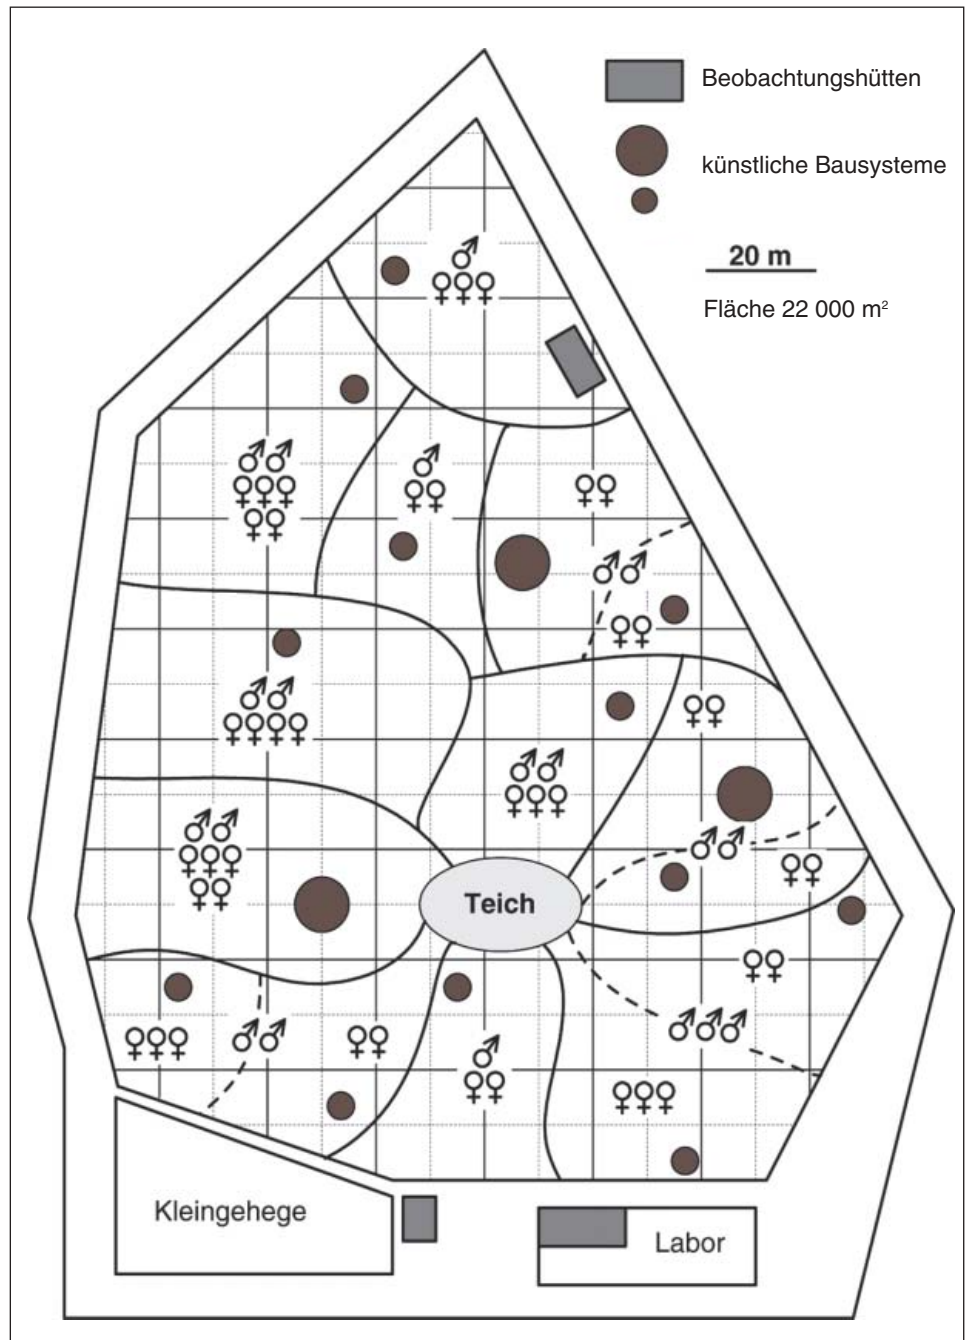 Beobachtungshütten
künstliche Bausysteme
20 m
Fläche 22 000 m²
Teich
Kleingehege
Labor